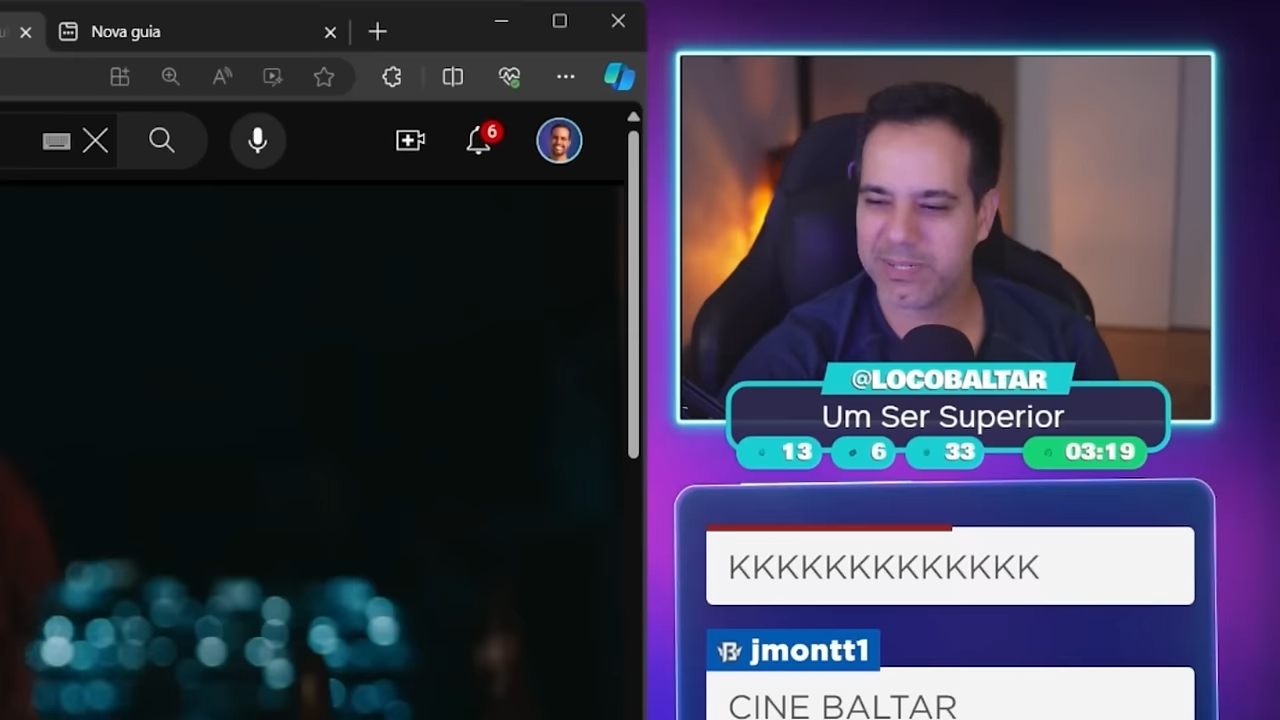 Nova guia
6
@LOCOBALTAR
Um Ser Superior
13
6
33
03:19
KKKKKKKKKKKKK
jmontt1
CINE BALTAR